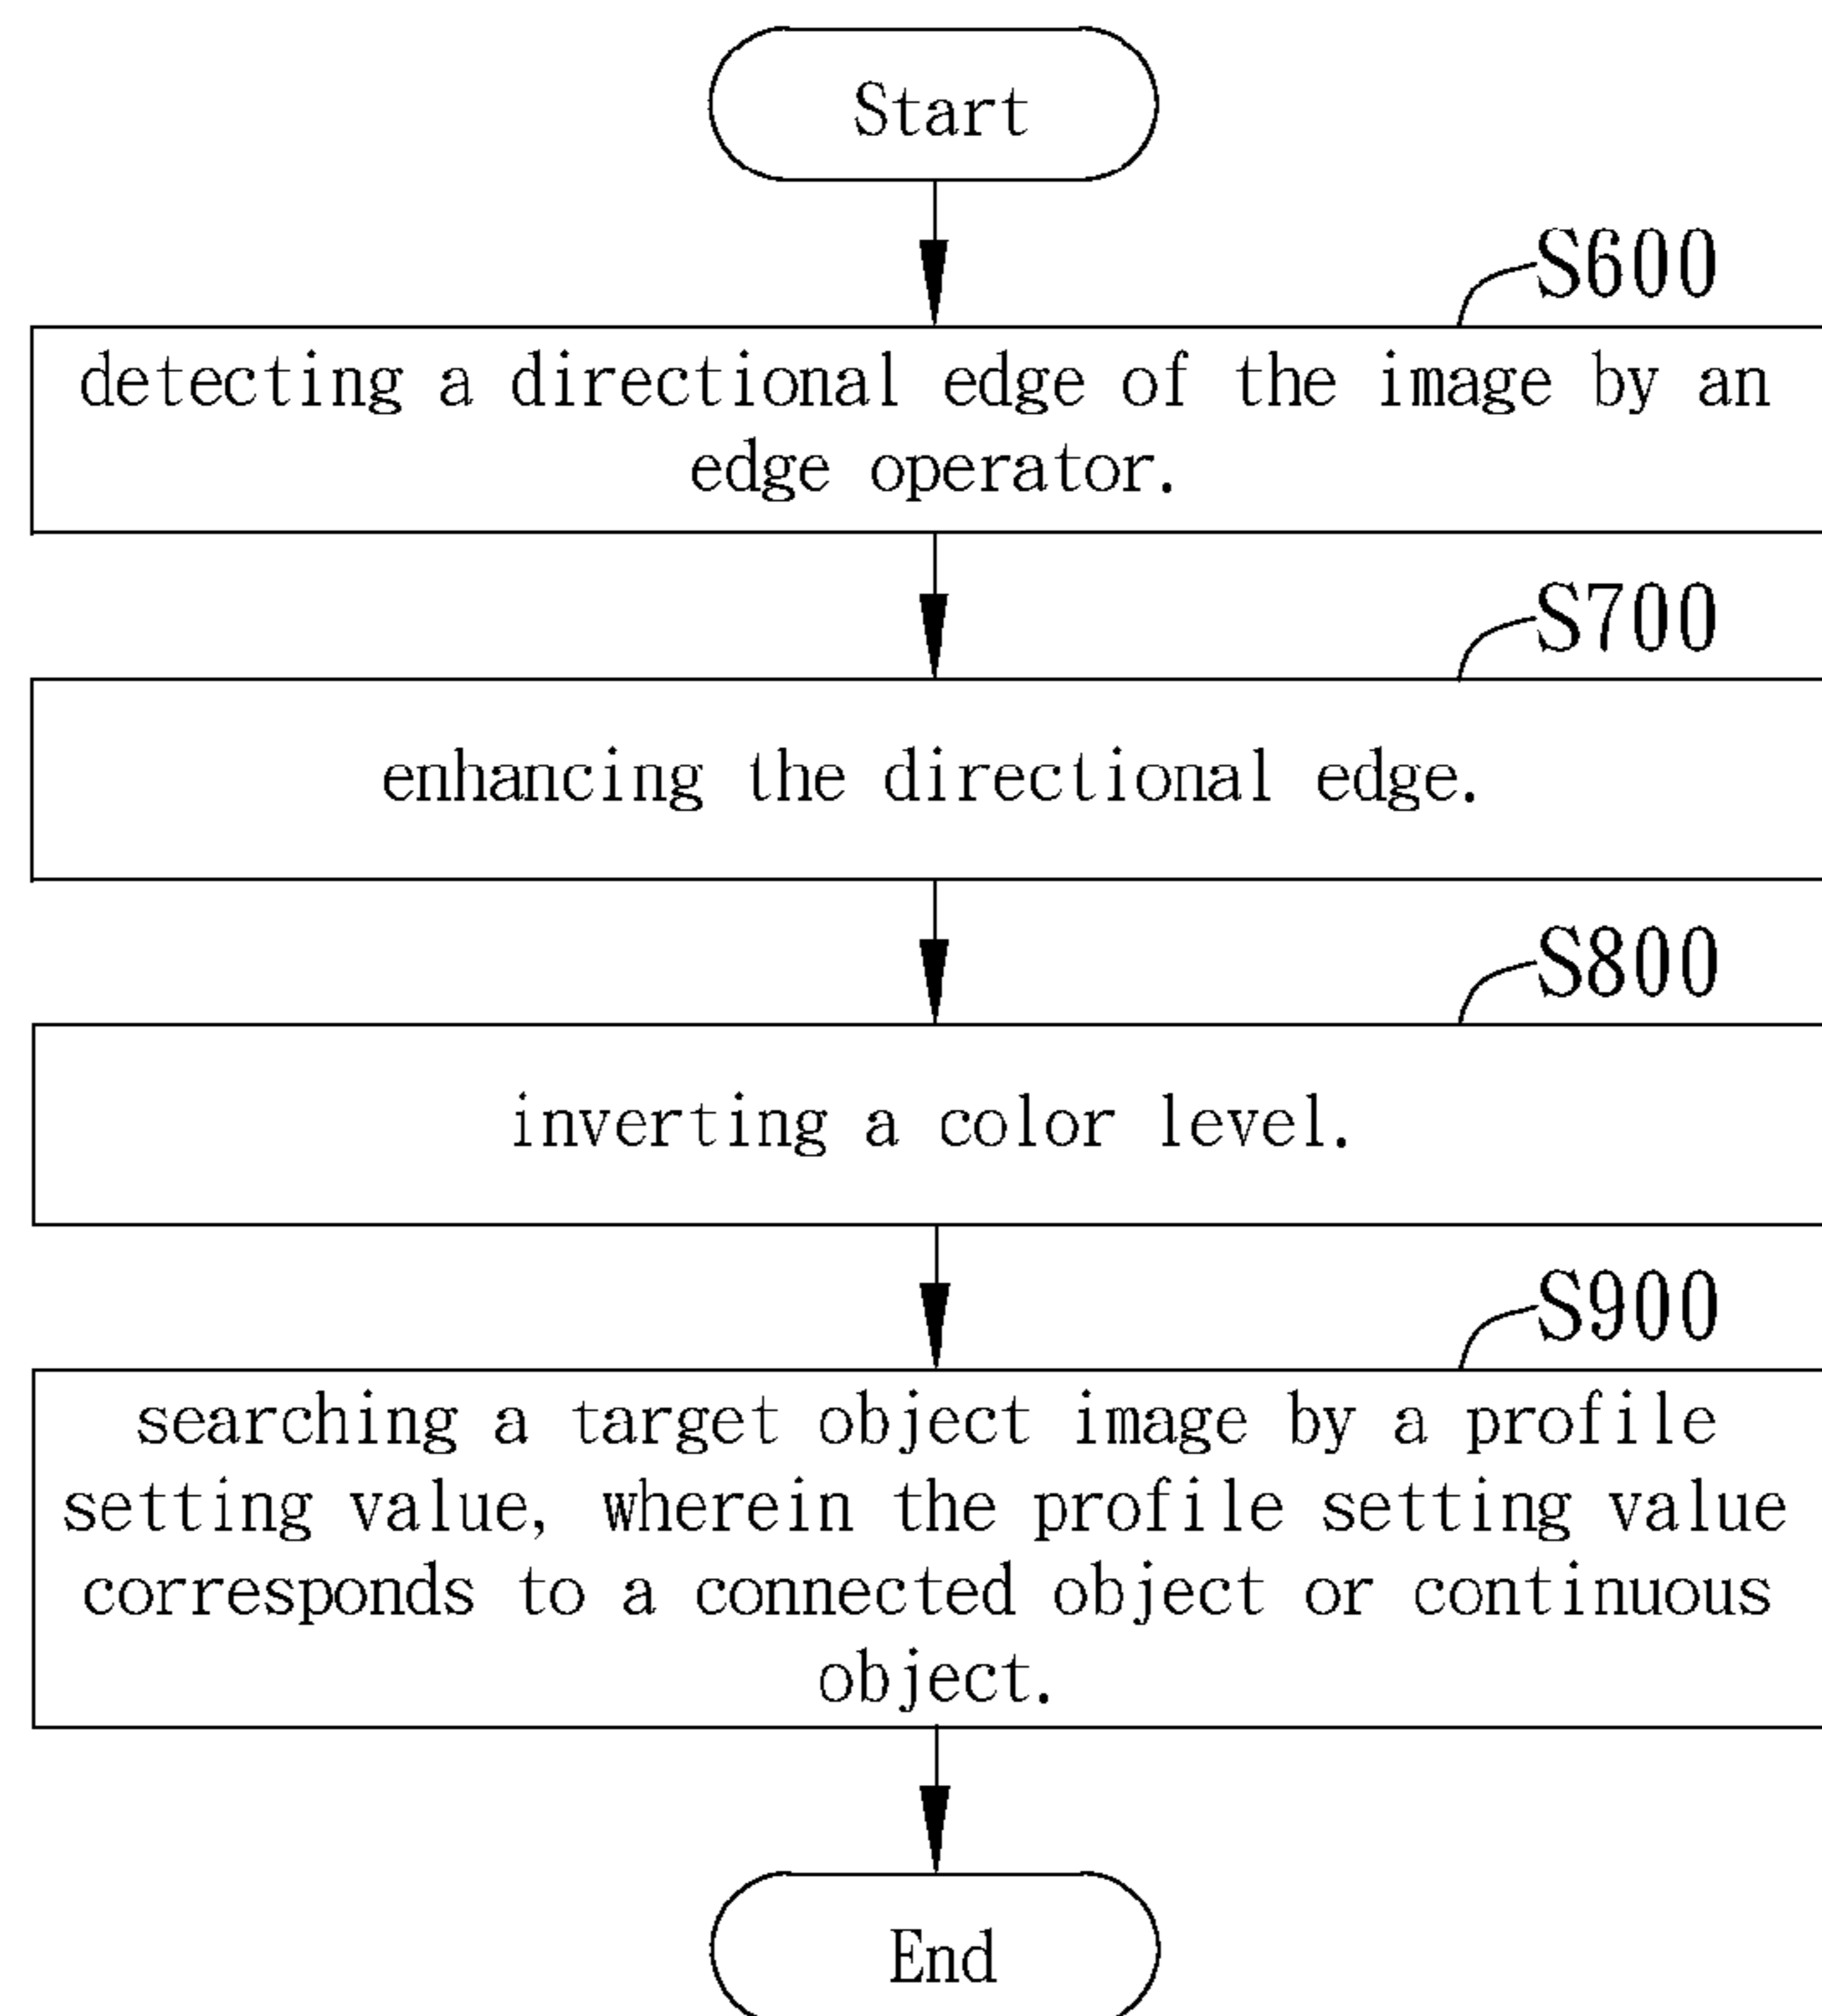 Start
S600
detecting a directional edge of the image by an
edge operator.
S700
enhancing the directional edge.
S800
inverting a color level.
S900
searching a target object image by a profile
setting value, wherein the profile setting value
corresponds to a connected object or continuous
object.
End